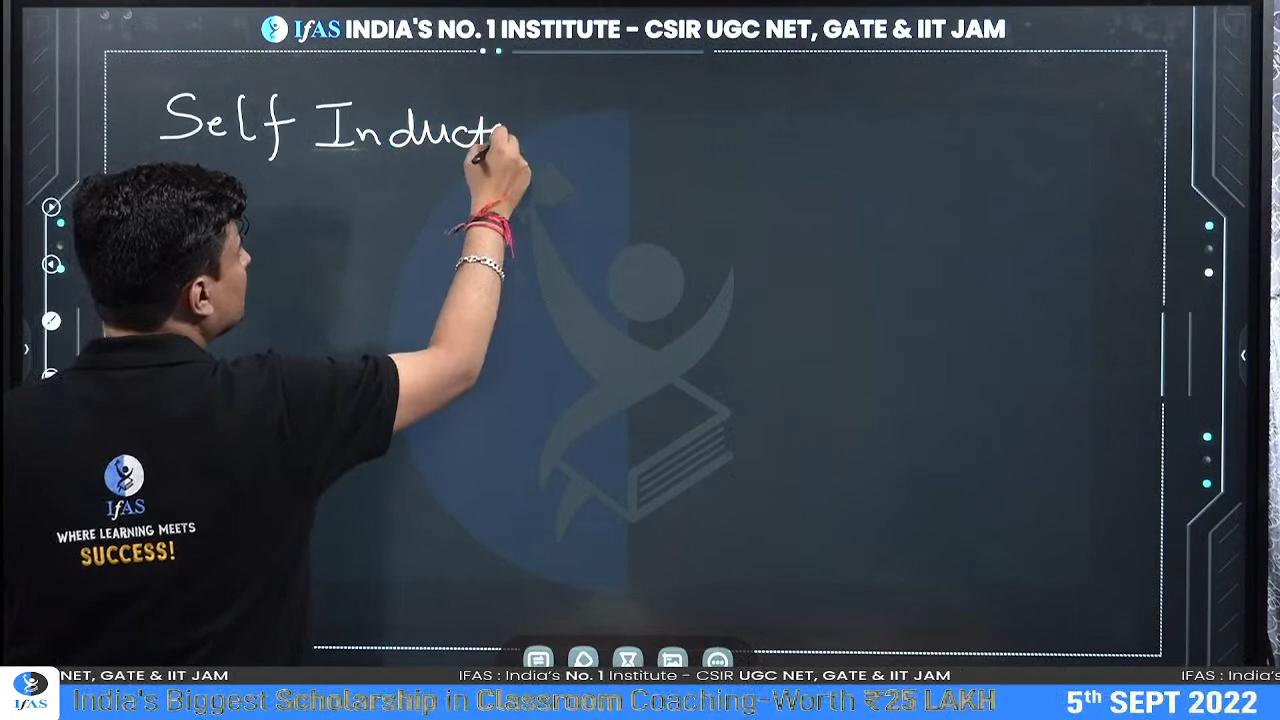 IfAS INDIA'S NO. 1 INSTITUTE - CSIR UGC NET, GATE & IIT JAM
Self Induct
IfAS
WHERE LEARNING MEETS
SUCCESS!
NET, GATE & IIT JAM IFAS : India's No. 1 Institute - CSIR UGC NET, GATE & IIT JAM IFAS : India's
IFAS India's Biggest Scholarship in Classroom Coaching-Worth ₹25 LAKH 5th SEPT 2022